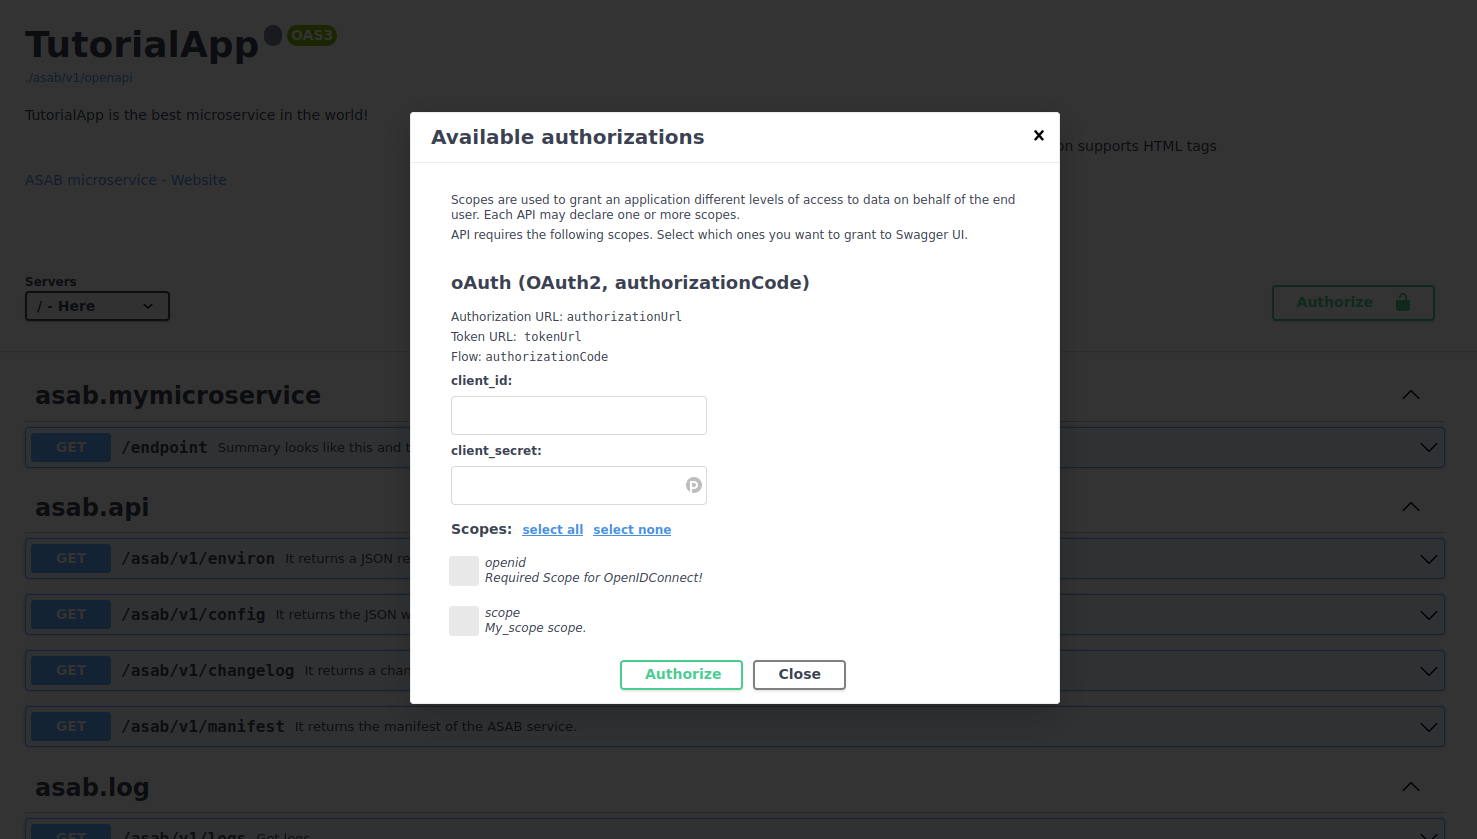 TutorialApp OAS3
./asab/v1/openapi
TutorialApp is the best microservice in the world!
supports HTML tags
ASAB microservice - Website
Servers
/ - Here
Authorize
Available authorizations
Scopes are used to grant an application different levels of access to data on behalf of the end
user. Each API may declare one or more scopes.
API requires the following scopes. Select which ones you want to grant to Swagger UI.
oAuth (OAuth2, authorizationCode)
Authorization URL: authorizationUrl
Token URL: tokenUrl
Flow: authorizationCode
client_id:
client_secret:
Scopes: select all select none
openid
Required Scope for OpenIDConnect!
scope
My_scope scope.
Authorize Close
asab.mymicroservice
GET /endpoint Summary looks like this and
asab.api
GET /asab/v1/environ It returns a JSON
GET /asab/v1/config It returns the JSON
GET /asab/v1/changelog It returns a
GET /asab/v1/manifest It returns the manifest of the ASAB service.
asab.log
GET /asab/v1/logs Get logs.